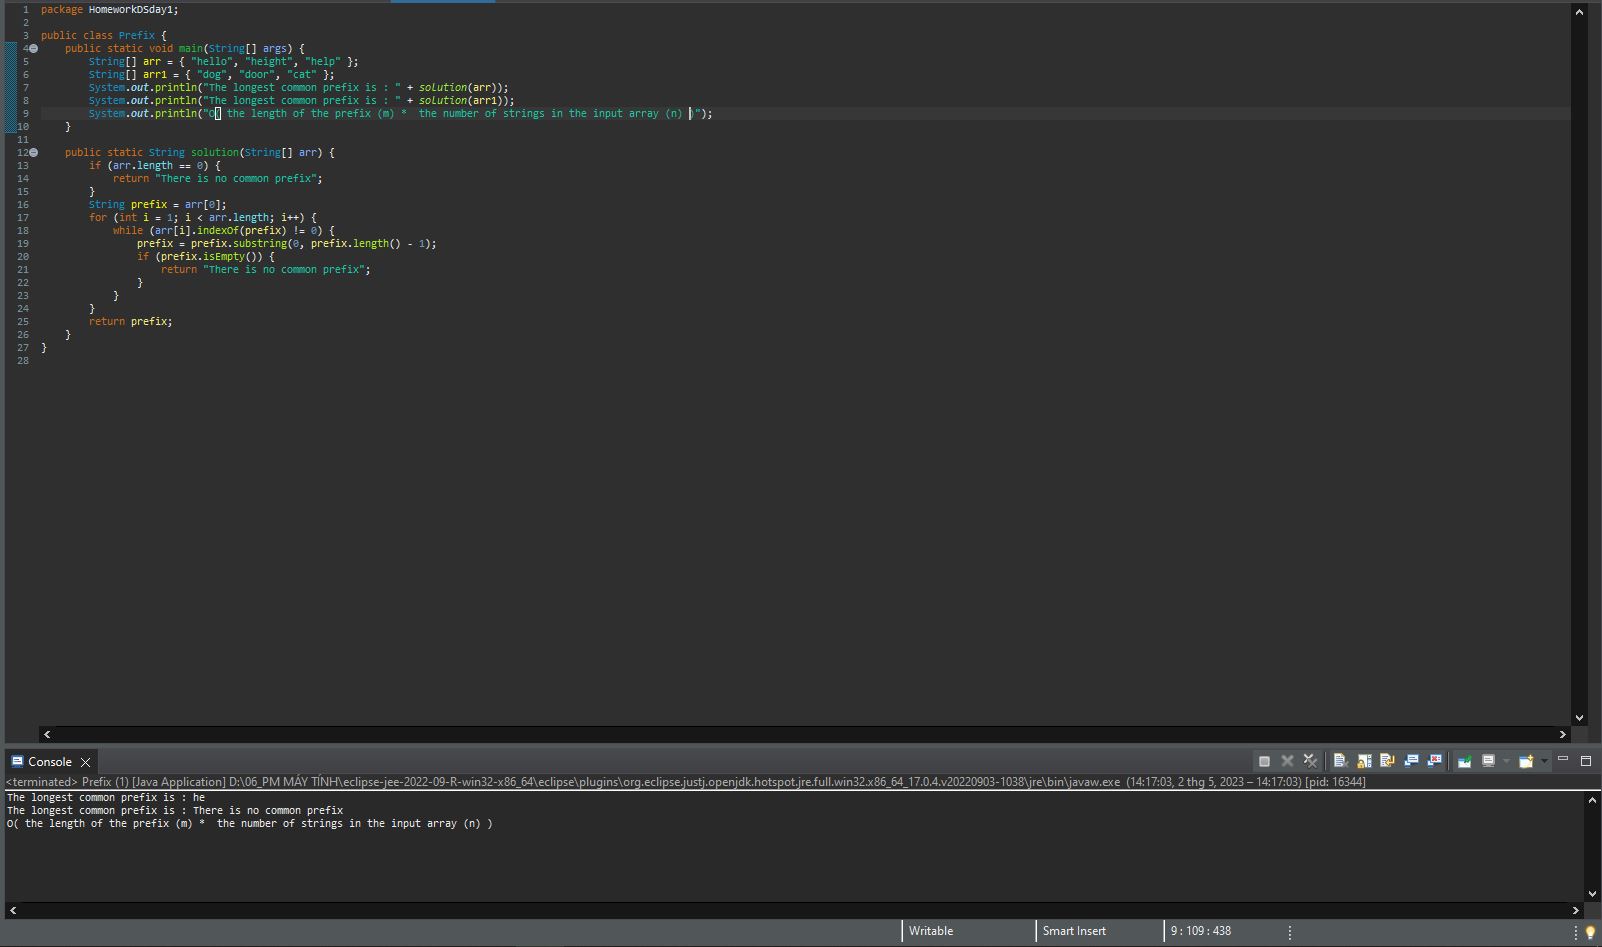 1 package HomeworkDSday1;
2
3 public class Prefix {
4 public static void main(String[] args) {
5 String[] arr = { "hello", "height", "help" };
6 String[] arr1 = { "dog", "door", "cat" };
7 System.out.println("The longest common prefix is : " + solution(arr));
8 System.out.println("The longest common prefix is : " + solution(arr1));
9 System.out.println("O( the length of the prefix (m) *  the number of strings in the input array (n) )");
10 }
11
12 public static String solution(String[] arr) {
13 if (arr.length == 0) {
14 return "There is no common prefix";
15 }
16 String prefix = arr[0];
17 for (int i = 1; i < arr.length; i++) {
18 while (arr[i].indexOf(prefix) != 0) {
19 prefix = prefix.substring(0, prefix.length() - 1);
20 if (prefix.isEmpty()) {
21 return "There is no common prefix";
22 }
23 }
24 }
25 return prefix;
26 }
27 }
28
Console
<terminated> Prefix (1) [Java Application] D:\06_PM MÁY TÍNH\eclipse-jee-2022-09-R-win32-x86_64\eclipse\plugins\org.eclipse.justj.openjdk.hotspot.jre.full.win32.x86_64_17.0.4.v20220903-1038\jre\bin\javaw.exe (14:17:03, 2 thg 5, 2023 – 14:17:03) [pid: 16344]
The longest common prefix is : he
The longest common prefix is : There is no common prefix
O( the length of the prefix (m) *  the number of strings in the input array (n) )
Writable Smart Insert 9 : 109 : 438